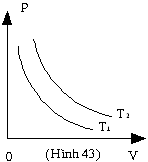 P
T₂
T₁
0 (Hình 43) V